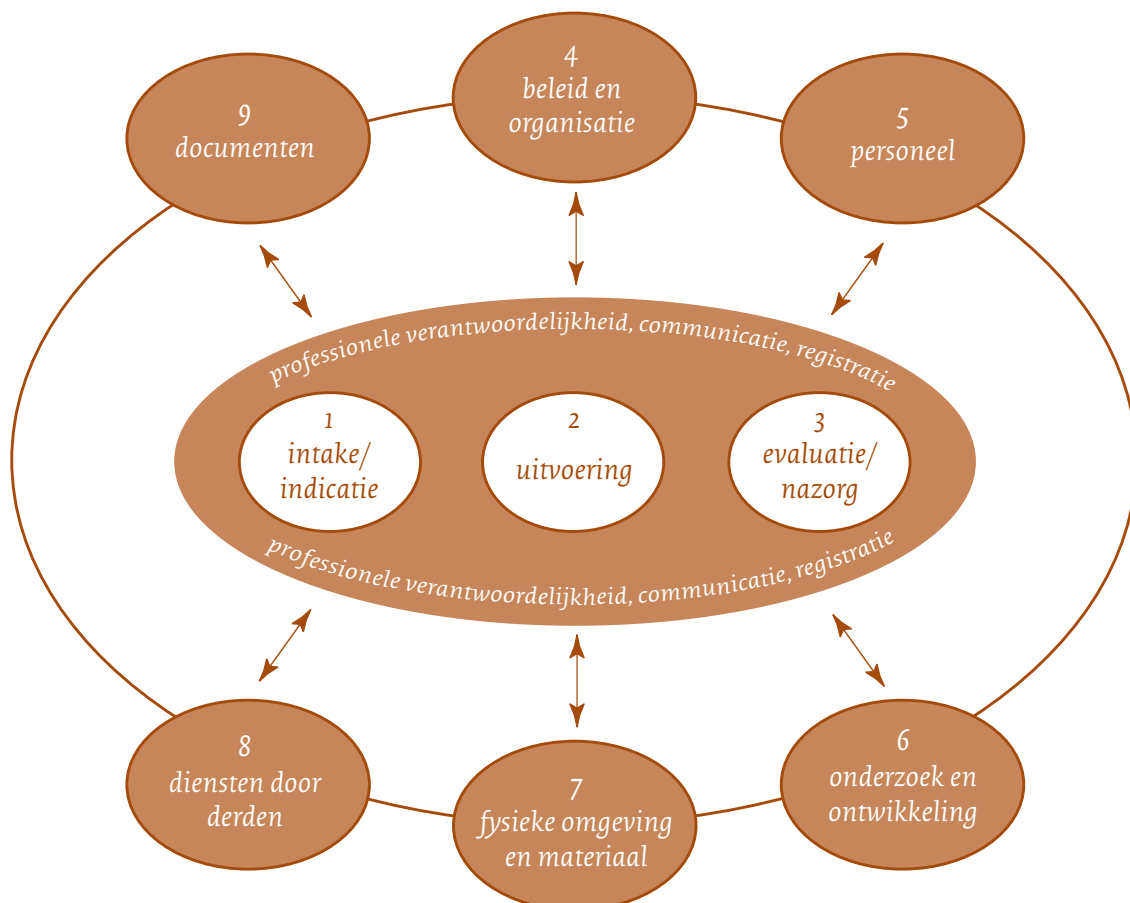 4
beleid en
organisatie
9
documenten
5
personeel
professionele verantwoordelijkheid, communicatie, registratie
1
intake/
indicatie
2
uitvoering
3
evaluatie/
nazorg
professionele verantwoordelijkheid, communicatie, registratie
8
diensten door
derden
7
fysieke omgeving
en materiaal
6
onderzoek en
ontwikkeling